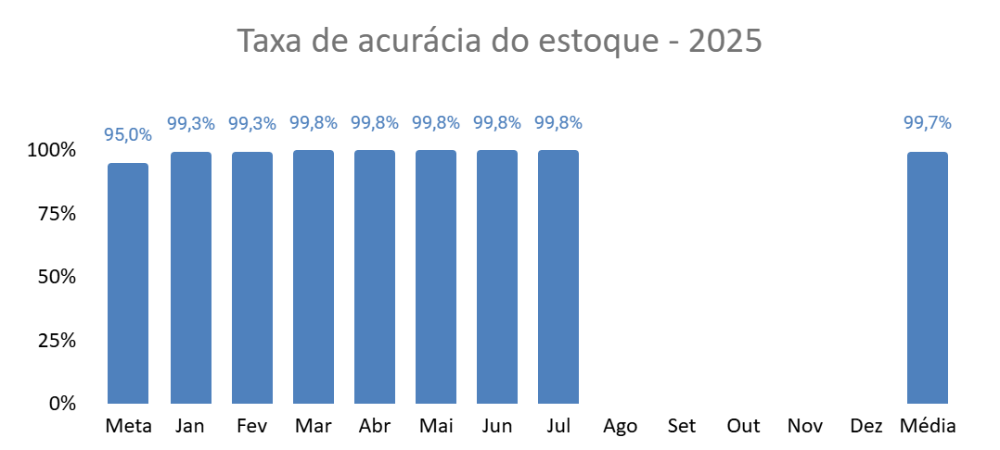 Taxa de acurácia do estoque - 2025
95,0% 99,3% 99,3% 99,8% 99,8% 99,8% 99,8% 99,8% 99,7%
100%
75%
50%
25%
0%
Meta Jan Fev Mar Abr Mai Jun Jul Ago Set Out Nov Dez Média